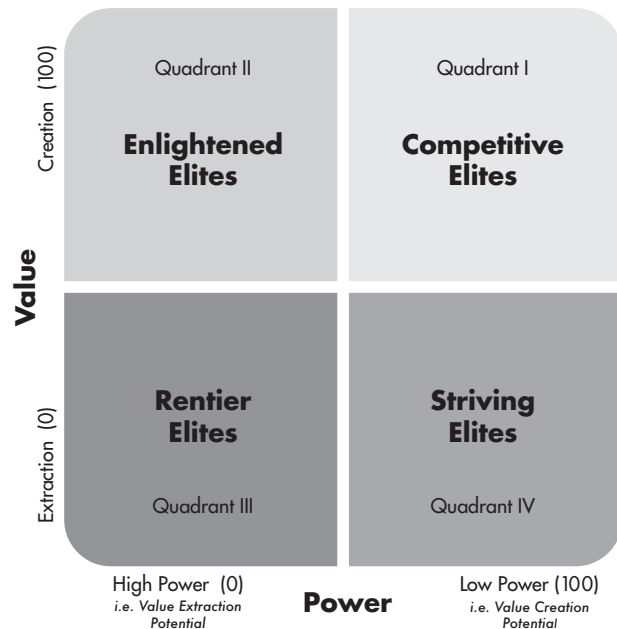 Creation (100)
Quadrant II
Enlightened
Elites
Quadrant I
Competitive
Elites
Value
Extraction (0)
Rentier
Elites
Quadrant III
Striving
Elites
Quadrant IV
High Power (0)
i.e. Value Extraction
Potential
Power
Low Power (100)
i.e. Value Creation
Potential